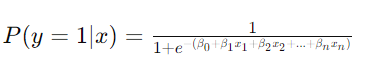 P(y = 1|x) = 1 / 1+e^−(β₀+β₁x₁+β₂x₂+...+βₙxₙ)